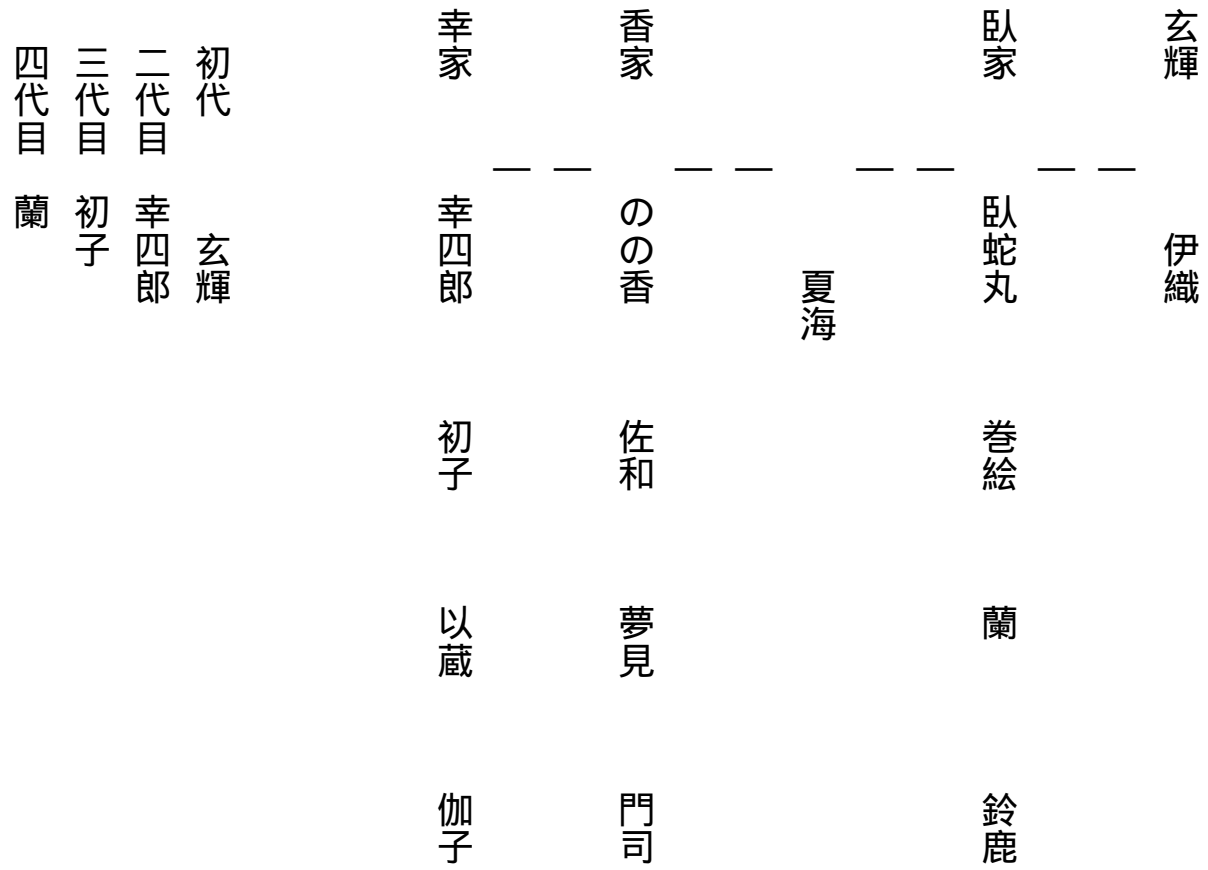 玄輝　伊織
｜
｜
臥家　臥蛇丸　巻絵　蘭　鈴鹿
｜
｜
夏海
｜
｜
香家　のの香　佐和　夢見　門司
｜
｜
幸家　幸四郎　初子　以蔵　伽子
初代　玄輝
二代目　幸四郎
三代目　初子
四代目　蘭